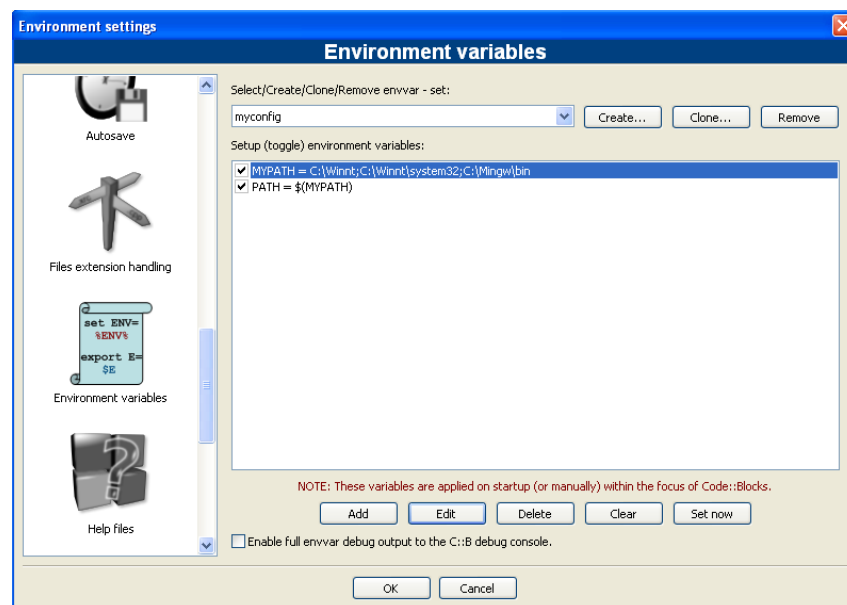 Environment settings
Environment variables
Autosave
Files extension handling
set ENV=
%ENV%
export E=
$E
Environment variables
Help files
Select/Create/Clone/Remove envvar - set:
myconfig
Create...
Clone...
Remove
Setup (toggle) environment variables:
MYPATH = C:\Winnt;C:\Winnt\system32;C:\Mingw\bin
PATH = $(MYPATH)
NOTE: These variables are applied on startup (or manually) within the focus of Code::Blocks.
Add
Edit
Delete
Clear
Set now
Enable full envvar debug output to the C::B debug console.
OK
Cancel